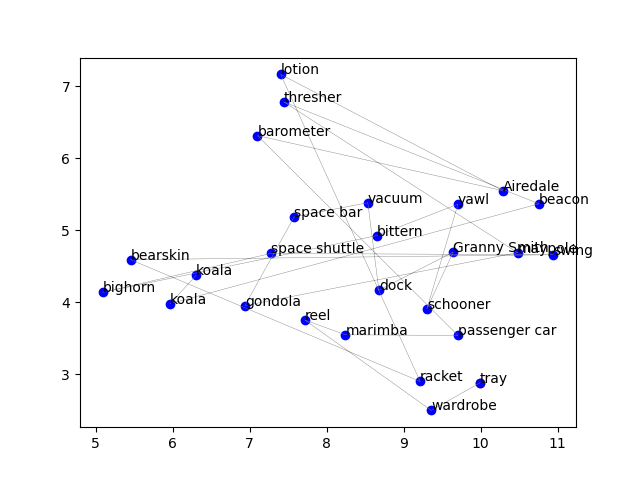 lotion
7
thresher
barometer
6
Airedale
vacuum
yawl
beacon
space bar
5
bittern
space shuttle
Granny Smith
maypole
swing
bearskin
koala
bighorn
dock
koala
gondola
schooner
4
reel
marimba
passenger car
racket
tray
3
wardrobe
5 6 7 8 9 10 11